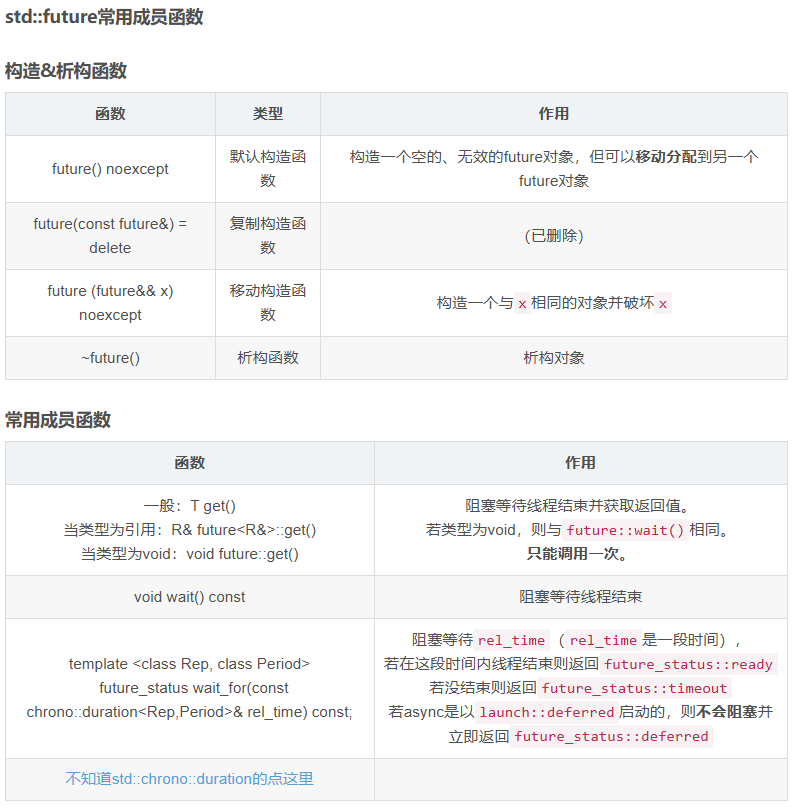 std::future常用成员函数
构造&析构函数
函数 类型 作用
future() noexcept 默认构造函数 构造一个空的、无效的future对象，但可以移动分配到另一个
future对象
future(const future&) =
delete 复制构造函数 （已删除）
future (future&& x)
noexcept 移动构造函数 构造一个与 x 相同的对象并破坏 x
~future() 析构函数 析构对象
常用成员函数
函数 作用
一般：T get()
当类型为引用：R& future<R&>::get()
当类型为void：void future::get()
阻塞等待线程结束并获取返回值。
若类型为void，则与 future::wait() 相同。
只能调用一次。
void wait() const 阻塞等待线程结束
template <class Rep, class Period>
future_status wait_for(const
chrono::duration<Rep,Period>& rel_time) const;
阻塞等待 rel_time （ rel_time 是一段时间），
若在这段时间内线程结束则返回 future_status::ready
若没结束则返回 future_status::timeout
若async是以 launch::deferred 启动的，则不会阻塞并
立即返回 future_status::deferred
不知道std::chrono::duration的点这里